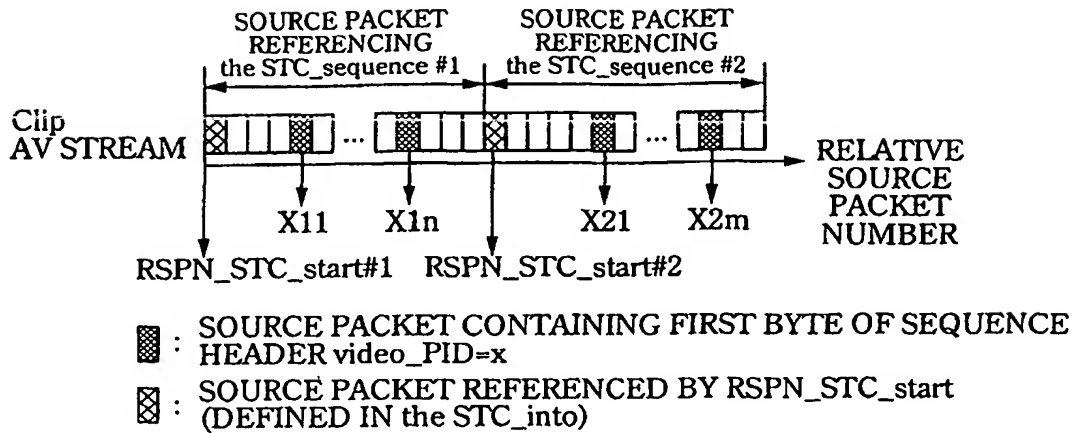 SOURCE PACKET
REFERENCING
the STC_sequence #1
SOURCE PACKET
REFERENCING
the STC_sequence #2
Clip
AV STREAM
...
...
RELATIVE
SOURCE
PACKET
NUMBER
X11
X1n
X21
X2m
RSPN_STC_start#1
RSPN_STC_start#2
: SOURCE PACKET CONTAINING FIRST BYTE OF SEQUENCE
HEADER video_PID=x
: SOURCE PACKET REFERENCED BY RSPN_STC_start
(DEFINED IN the STC_into)